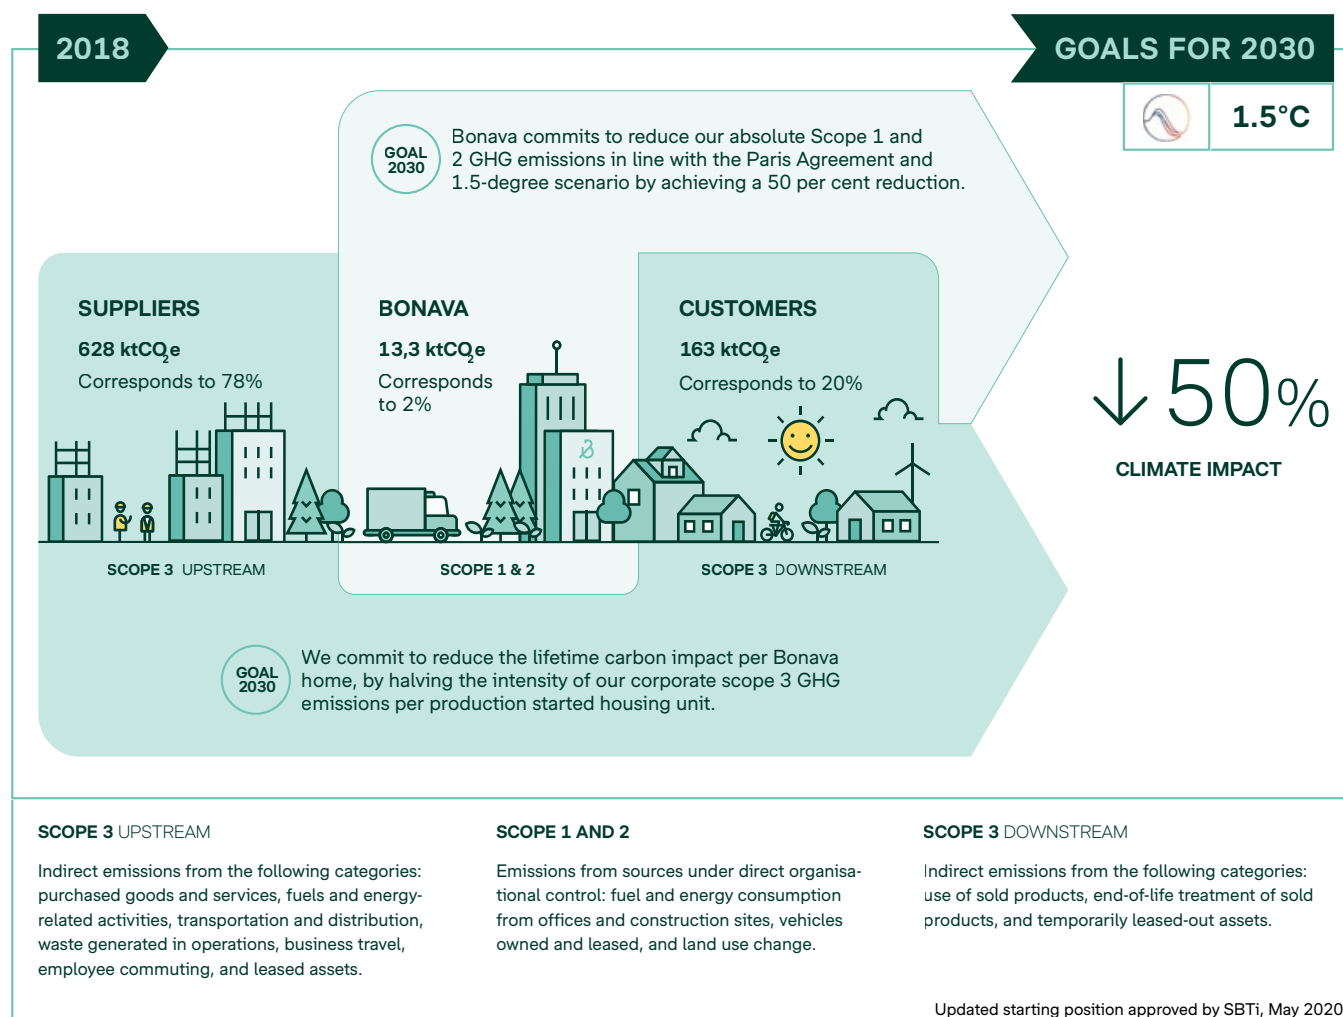 2018
GOALS FOR 2030
1.5°C
GOAL
2030
Bonava commits to reduce our absolute Scope 1 and
2 GHG emissions in line with the Paris Agreement and
1.5-degree scenario by achieving a 50 per cent reduction.
SUPPLIERS
628 ktCO2e
Corresponds to 78%
BONAVA
13,3 ktCO2e
Corresponds
to 2%
CUSTOMERS
163 ktCO2e
Corresponds to 20%
↓50%
CLIMATE IMPACT
SCOPE 3 UPSTREAM
SCOPE 1 & 2
SCOPE 3 DOWNSTREAM
GOAL
2030
We commit to reduce the lifetime carbon impact per Bonava
home, by halving the intensity of our corporate scope 3 GHG
emissions per production started housing unit.
SCOPE 3 UPSTREAM
Indirect emissions from the following categories:
purchased goods and services, fuels and energy-
related activities, transportation and distribution,
waste generated in operations, business travel,
employee commuting, and leased assets.
SCOPE 1 AND 2
Emissions from sources under direct organisa-
tional control: fuel and energy consumption
from offices and construction sites, vehicles
owned and leased, and land use change.
SCOPE 3 DOWNSTREAM
Indirect emissions from the following categories:
use of sold products, end-of-life treatment of sold
products, and temporarily leased-out assets.
Updated starting position approved by SBTi, May 2020